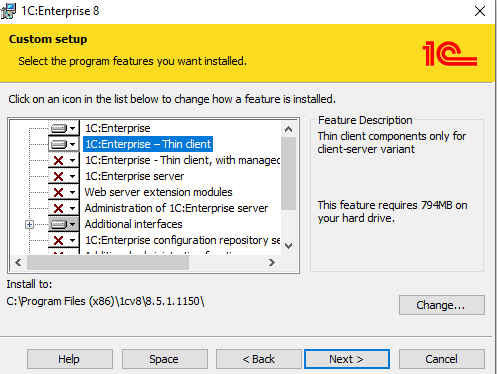 1C:Enterprise 8
Custom setup
Select the program features you want installed.
1C
Click on an icon in the list below to change how a feature is installed.
1C:Enterprise
1C:Enterprise – Thin client
1C:Enterprise - Thin client, with managed
1C:Enterprise server
Web server extension modules
Administration of 1C:Enterprise server
Additional interfaces
1C:Enterprise configuration repository se
Feature Description
Thin client components only for
client-server variant
This feature requires 794MB on
your hard drive.
Install to:
C:\Program Files (x86)\1cv8\8.5.1.1150\
Change...
Help
Space
< Back
Next >
Cancel